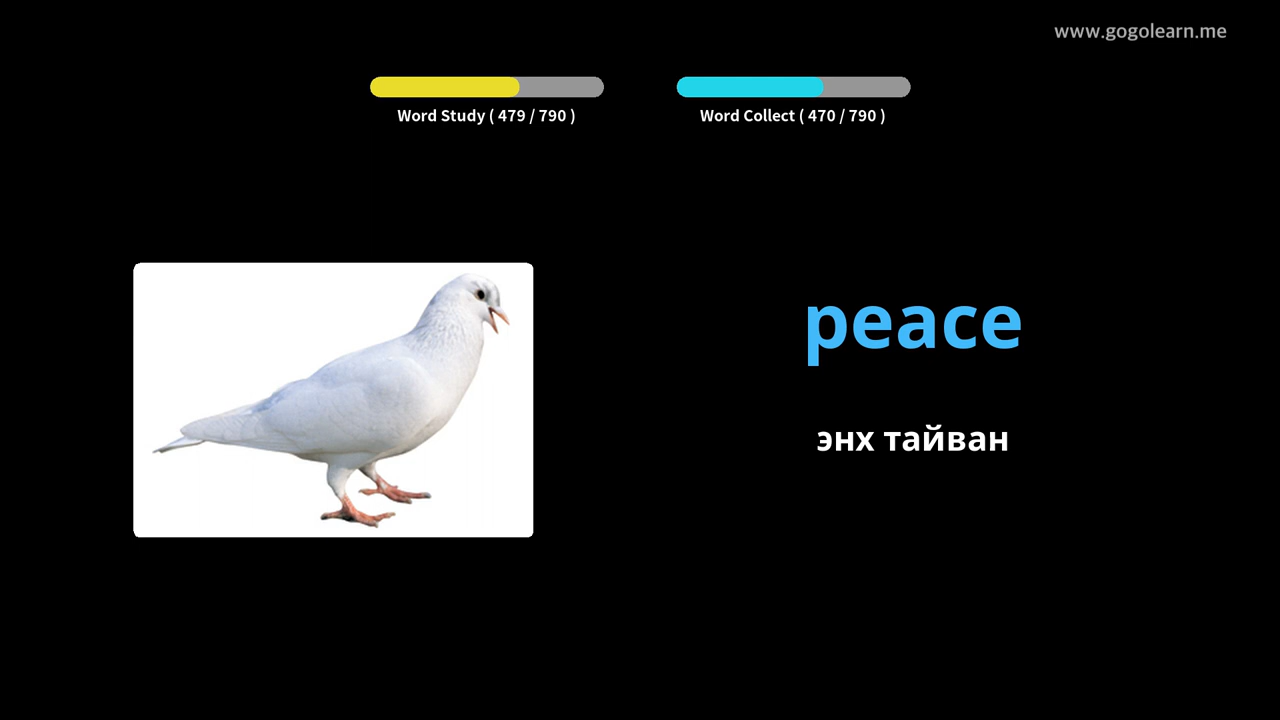 www.gogolearn.me
Word Study ( 479 / 790 )
Word Collect ( 470 / 790 )
peace
энх тайван